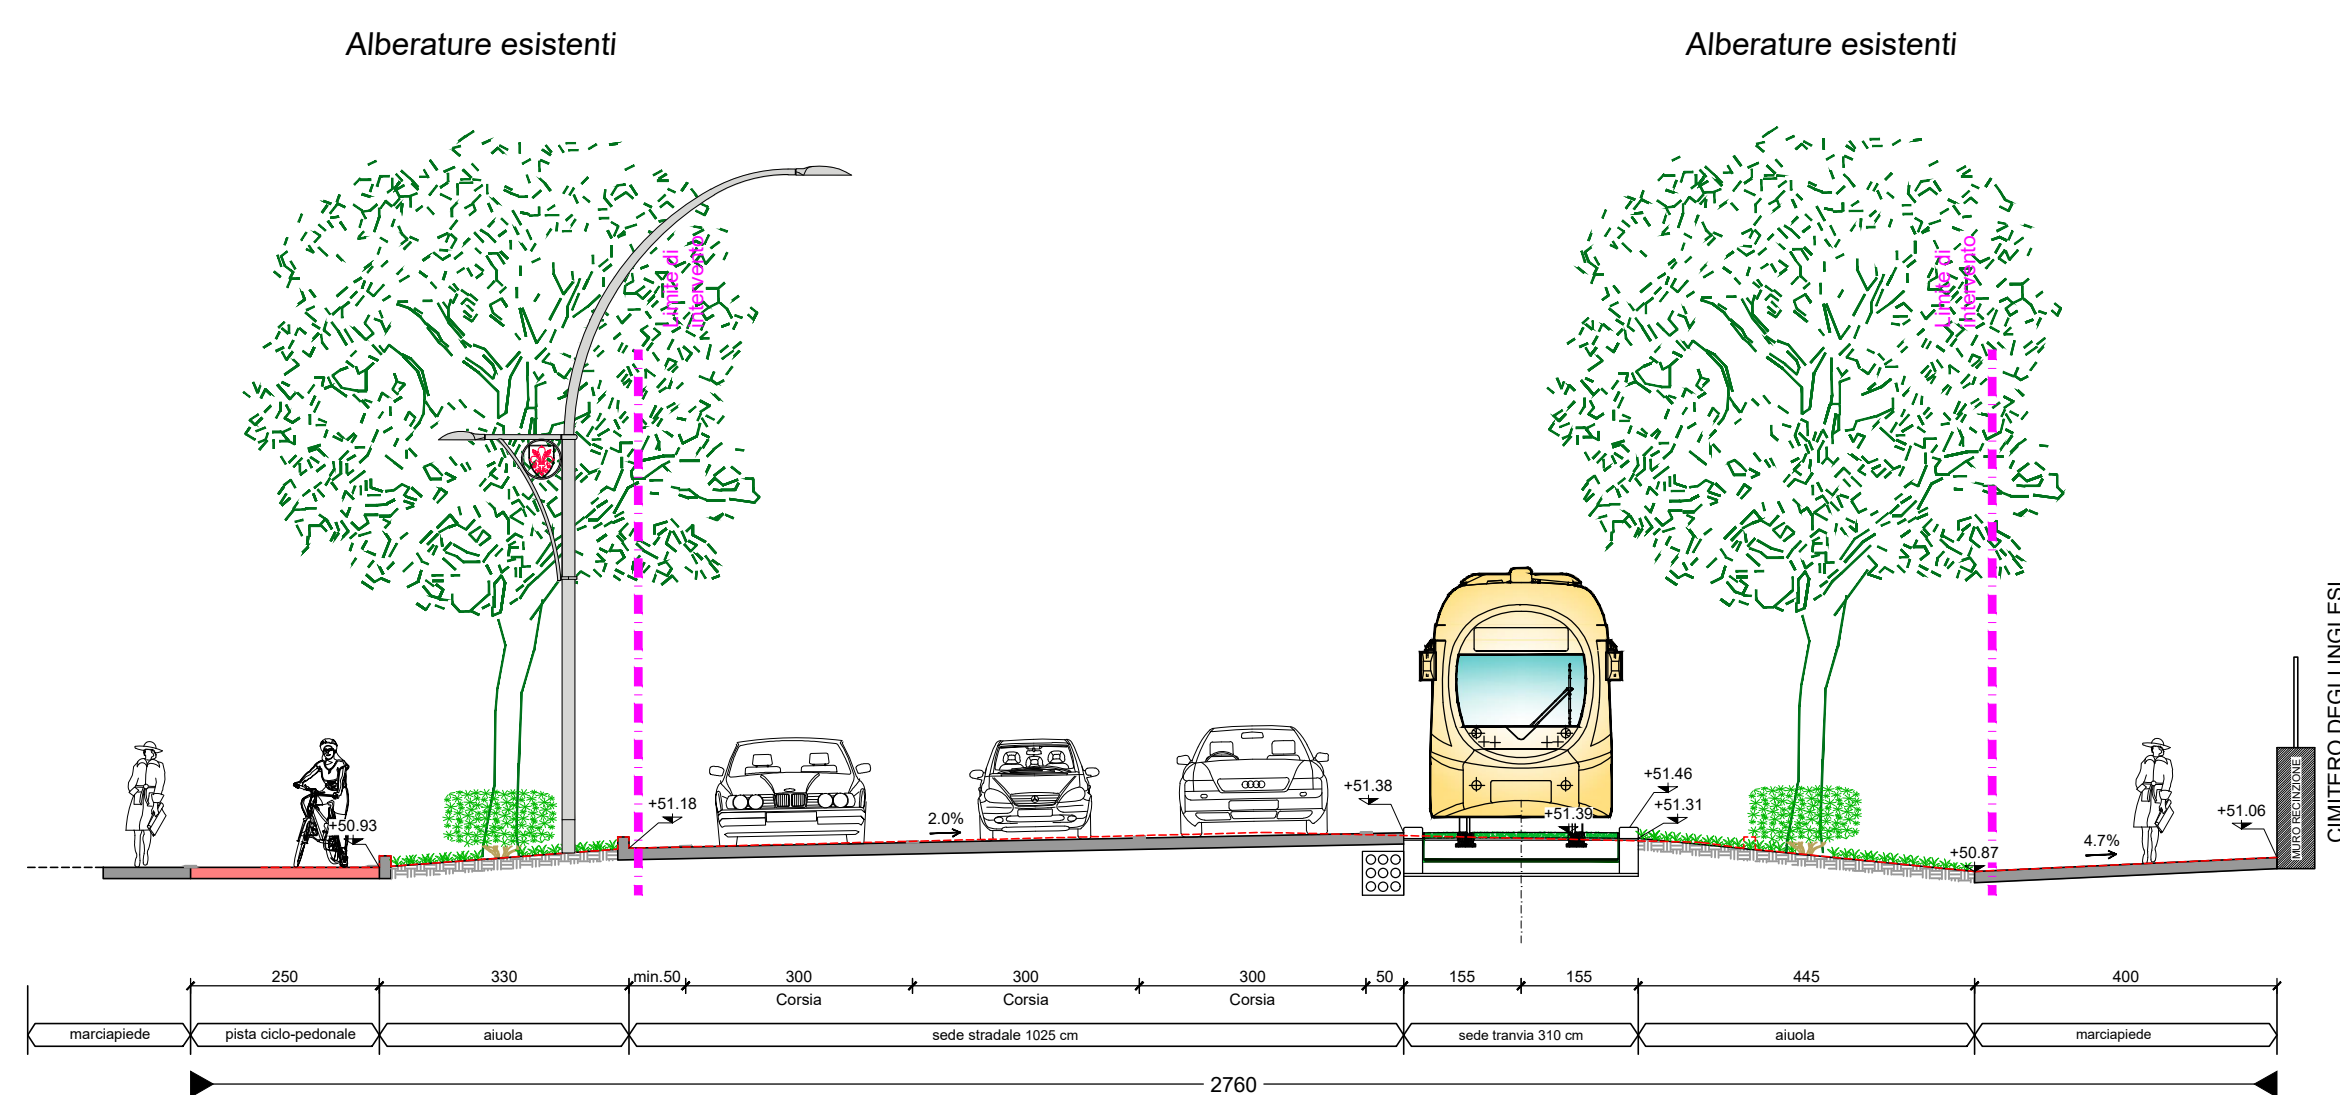 Alberature esistenti
Alberature esistenti
Limite di
intervento
Limite di
intervento
+50.93
+51.18
2.0%
+51.38
+51.39
+51.46
+51.31
+50.87
4.7%
+51.06
MURO RECINZIONE
CIMITERO DEGLI INGLESI
250
330
min.50
300
300
300
50
155
155
445
400
Corsia
Corsia
Corsia
marciapiede
pista ciclo-pedonale
aiuola
sede stradale 1025 cm
sede tranvia 310 cm
aiuola
marciapiede
2760